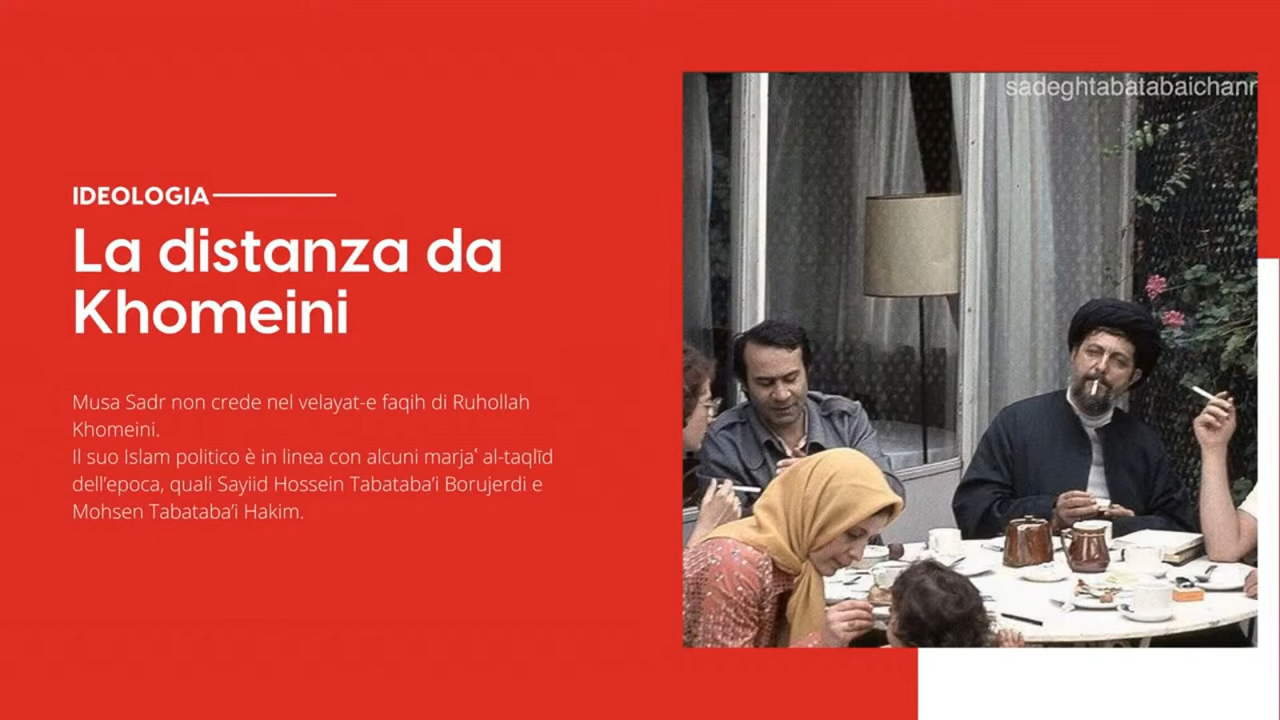 IDEOLOGIA
La distanza da
Khomeini
Musa Sadr non crede nel velayat-e faqih di Ruhollah
Khomeini.
Il suo Islam politico è in linea con alcuni marjaʿ al-taqlīd
dell’epoca, quali Sayiid Hossein Tabataba’i Borujerdi e
Mohsen Tabataba’i Hakim.
sadeghtabatabaichanr